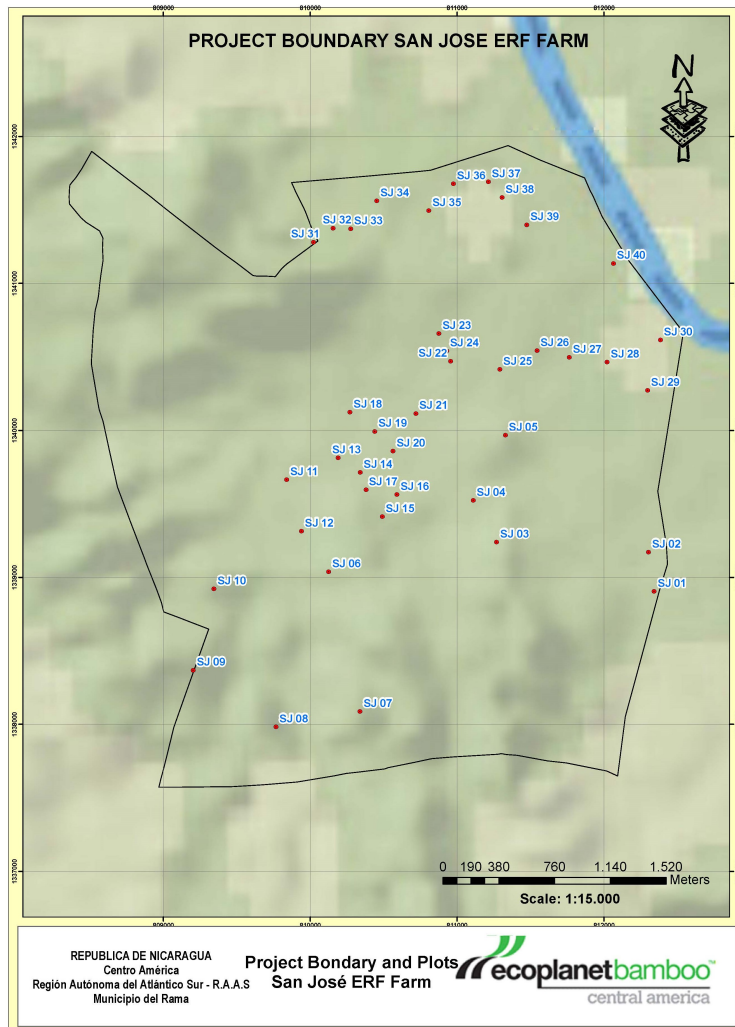 809000 810000 811000 812000
PROJECT BOUNDARY SAN JOSE ERF FARM
N
1342000
SJ 36 SJ 37
SJ 34 SJ 38
SJ 35
SJ 32 SJ 33 SJ 39
SJ 31
SJ 40
1341000
SJ 23 SJ 30
SJ 24 SJ 26
SJ 22 SJ 27 SJ 28
SJ 25
SJ 29
SJ 18
SJ 21
1340000
SJ 19 SJ 05
SJ 20
SJ 13
SJ 14
SJ 11
SJ 17 SJ 16
SJ 04
SJ 15
SJ 12
SJ 03
SJ 02
SJ 06
1339000
SJ 10 SJ 01
SJ 09
SJ 07
SJ 08
1338000
1337000
0 190 380 760 1.140 1.520
Meters
Scale: 1:15.000
809000 810000 811000 812000
REPUBLICA DE NICARAGUA
Centro América
Región Autónoma del Atlántico Sur - R.A.A.S
Municipio del Rama
Project Bondary and Plots
San José ERF Farm
ecoplanetbamboo™
central america